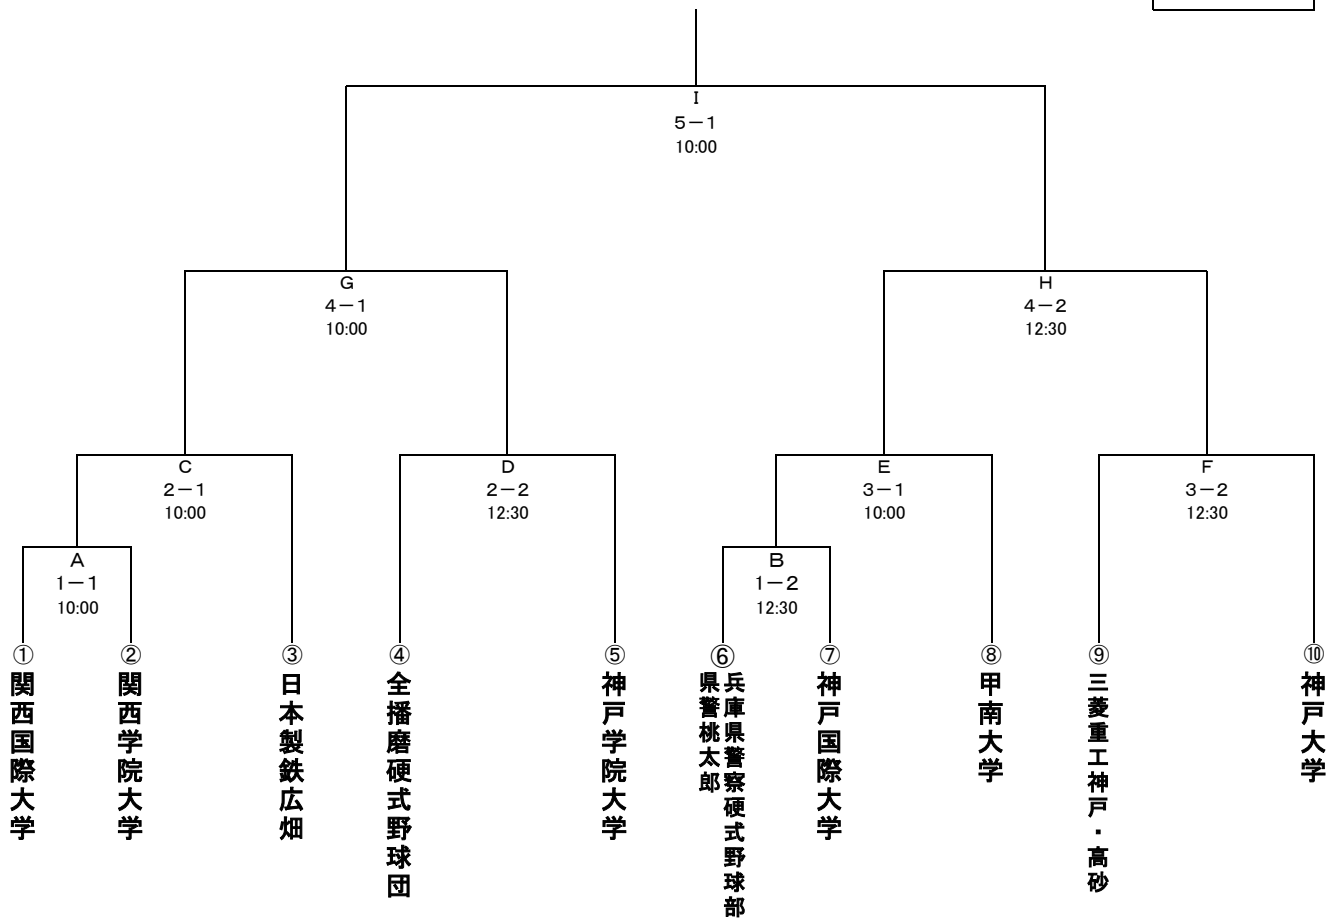 I
5－1
10:00
G
4－1
10:00
H
4－2
12:30
C
2－1
10:00
D
2－2
12:30
E
3－1
10:00
F
3－2
12:30
A
1－1
10:00
B
1－2
12:30
①
関西国際大学
②
関西学院大学
③
日本製鉄広畑
④
全播磨硬式野球団
⑤
神戸学院大学
⑥
兵庫県警察硬式野球部
県警桃太郎
⑦
神戸国際大学
⑧
甲南大学
⑨
三菱重工神戸・高砂
⑩
神戸大学